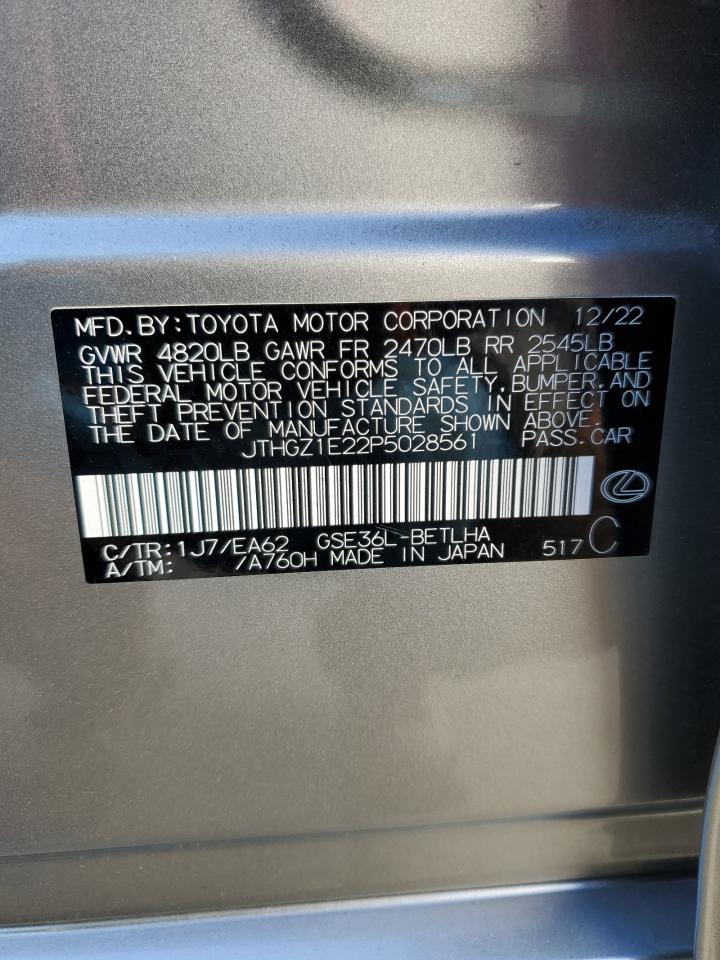 MFD. BY: TOYOTA MOTOR CORPORATION 12/22
GVWR 4820LB GAWR FR 2470LB RR 2545LB
THIS VEHICLE CONFORMS TO ALL APPLICABLE
FEDERAL MOTOR VEHICLE SAFETY, BUMPER, AND
THEFT PREVENTION STANDARDS IN EFFECT ON
THE DATE OF MANUFACTURE SHOWN ABOVE.
JTHGZ1E22P5028561 PASS. CAR
C/TR: 1J7/EA62 GSE36L-BETLHA
A/TM: /A760H MADE IN JAPAN 517 C